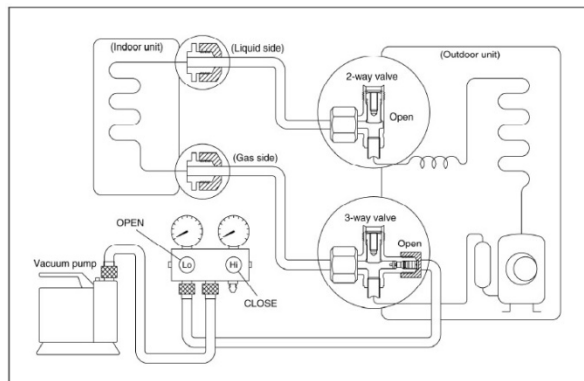 (Indoor unit)
(Liquid side)
(Outdoor unit)
2-way valve
Open
(Gas side)
3-way valve
Open
OPEN
Lo
Hi
CLOSE
Vacuum pump